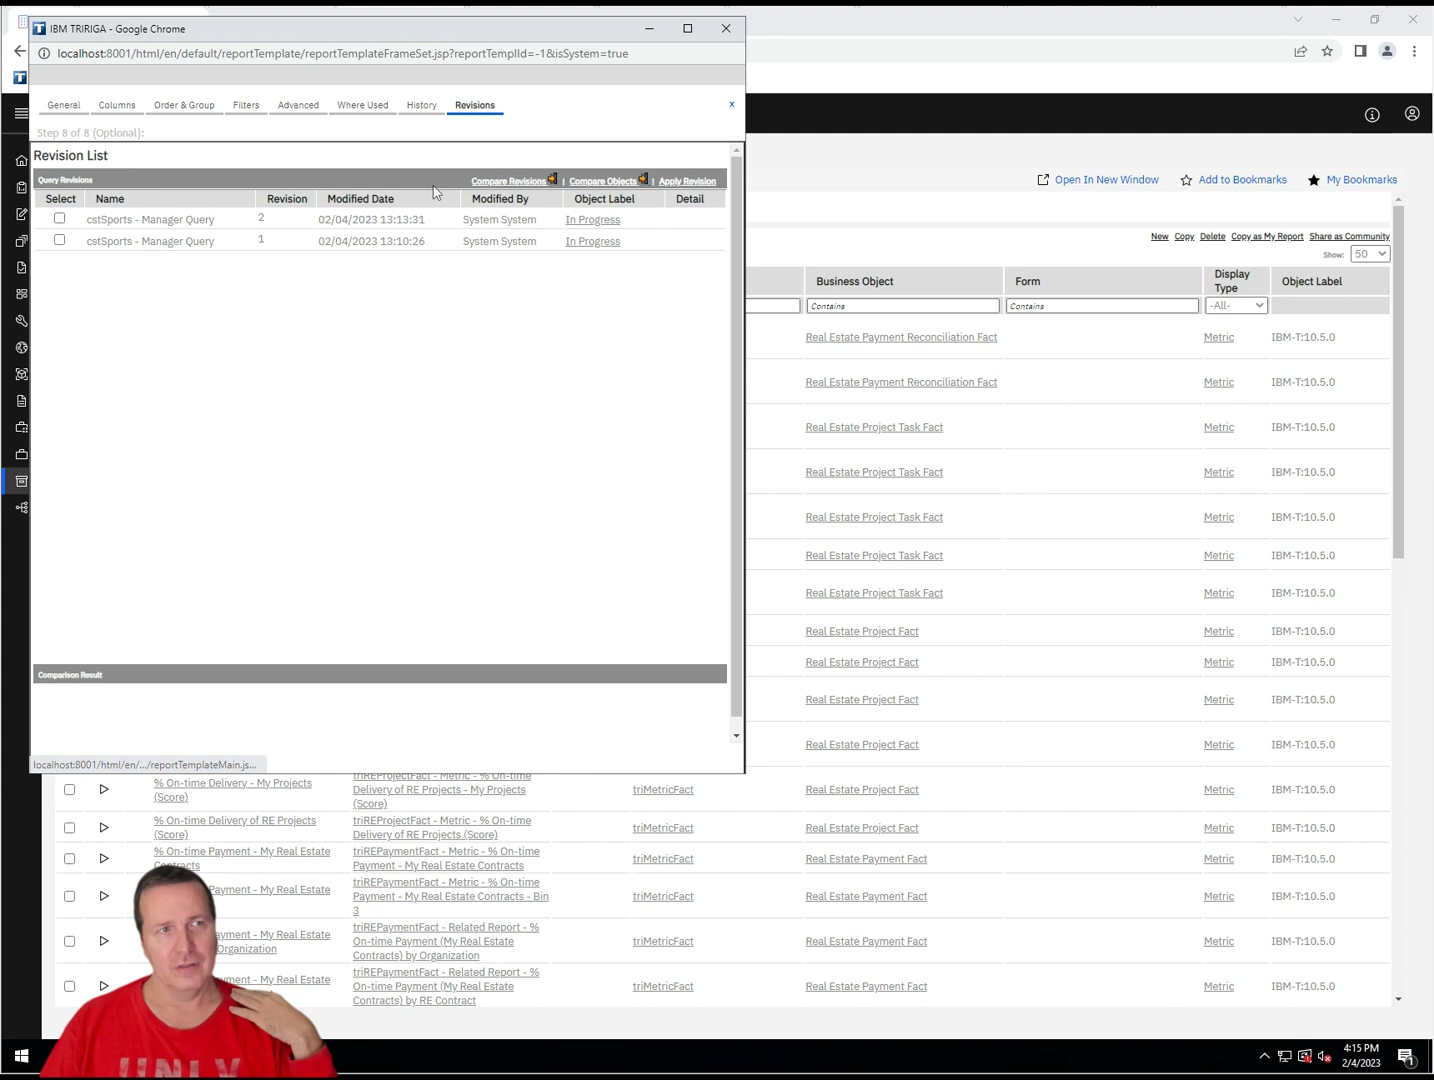 IBM TRIRIGA - Google Chrome
localhost:8001/html/en/default/reportTemplate/reportTemplateFrameSet.jsp?reportTemplId=-1&isSystem=true
General Columns Order & Group Filters Advanced Where Used History Revisions x
Step 8 of 8 (Optional):
Revision List
Query Revisions Compare Revisions | Compare Objects | Apply Revision
Select Name Revision Modified Date Modified By Object Label Detail
cstSports - Manager Query 2 02/04/2023 13:13:31 System System In Progress
cstSports - Manager Query 1 02/04/2023 13:10:26 System System In Progress
Comparison Result
localhost:8001/html/en/.../reportTemplateMain.js...
Open In New Window Add to Bookmarks My Bookmarks
New Copy Delete Copy as My Report Share as Community
Show: 50
Business Object Form Display Type Object Label
Contains Contains -All-
Real Estate Payment Reconciliation Fact Metric IBM-T:10.5.0
Real Estate Payment Reconciliation Fact Metric IBM-T:10.5.0
Real Estate Project Task Fact Metric IBM-T:10.5.0
Real Estate Project Task Fact Metric IBM-T:10.5.0
Real Estate Project Task Fact Metric IBM-T:10.5.0
Real Estate Project Task Fact Metric IBM-T:10.5.0
Real Estate Project Task Fact Metric IBM-T:10.5.0
Real Estate Project Fact Metric IBM-T:10.5.0
Real Estate Project Fact Metric IBM-T:10.5.0
Real Estate Project Fact Metric IBM-T:10.5.0
Real Estate Project Fact Metric IBM-T:10.5.0
% On-time Delivery - My Projects
(Score)
triREProjectFact - Metric - % On-time
Delivery of RE Projects - My Projects
(Score)
triMetricFact Real Estate Project Fact Metric IBM-T:10.5.0
% On-time Delivery of RE Projects
(Score)
triREProjectFact - Metric - % On-time
Delivery of RE Projects (Score)
triMetricFact Real Estate Project Fact Metric IBM-T:10.5.0
% On-time Payment - My Real Estate
Contracts
triREPaymentFact - Metric - % On-time
Payment - My Real Estate Contracts
triMetricFact Real Estate Payment Fact Metric IBM-T:10.5.0
Payment - My Real Estate
triREPaymentFact - Metric - % On-time
Payment - My Real Estate Contracts - Bin
3
triMetricFact Real Estate Payment Fact Metric IBM-T:10.5.0
My Real Estate
Organization
triREPaymentFact - Related Report - %
On-time Payment (My Real Estate
Contracts) by Organization
triMetricFact Real Estate Payment Fact Metric IBM-T:10.5.0
My Real Estate
triREPaymentFact - Related Report - %
On-time Payment (My Real Estate
Contracts) by RE Contract
triMetricFact Real Estate Payment Fact Metric IBM-T:10.5.0
4:15 PM
2/4/2023
1